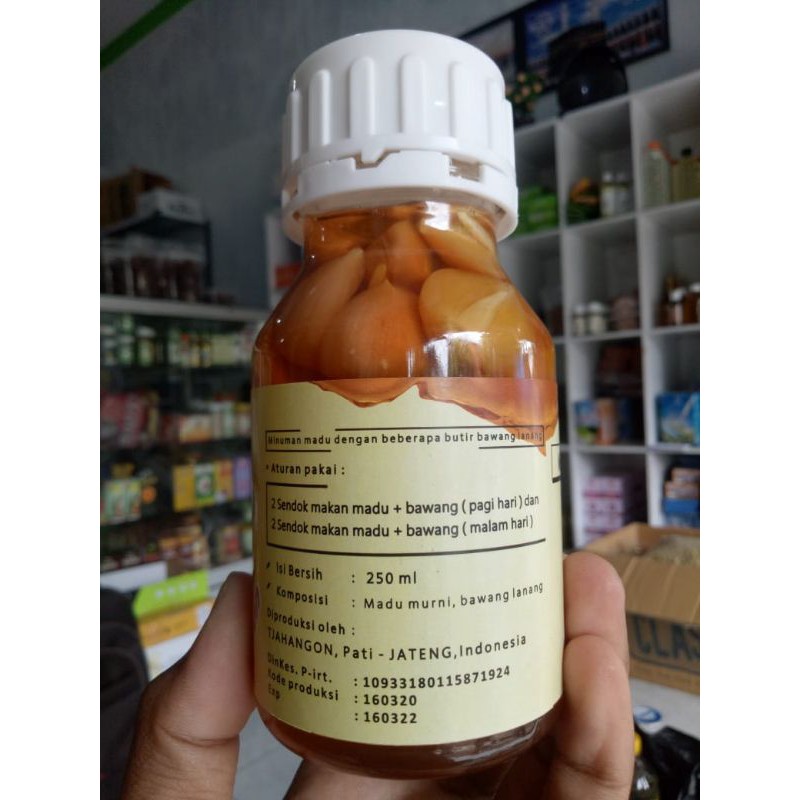 Minuman madu dengan beberapa butir bawang lanang
Aturan pakai :
2 Sendok makan madu + bawang ( pagi hari ) dan
2 Sendok makan madu + bawang ( malam hari )
Isi Bersih : 250 ml
Komposisi : Madu murni, bawang lanang
Diproduksi oleh :
TJAHANGON, Pati - JATENG, Indonesia
DinKes. P-irt. : 10933180115871924
Kode produksi : 160320
Exp : 160322
CLAS